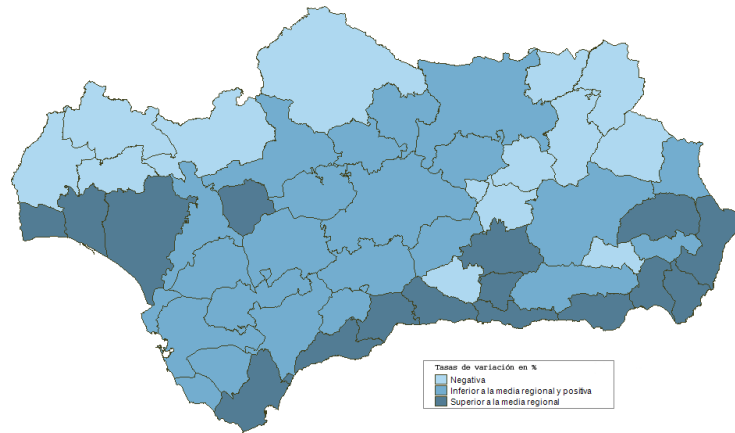 Tasas de variación en %
Negativa
Inferior a la media regional y positiva
Superior a la media regional